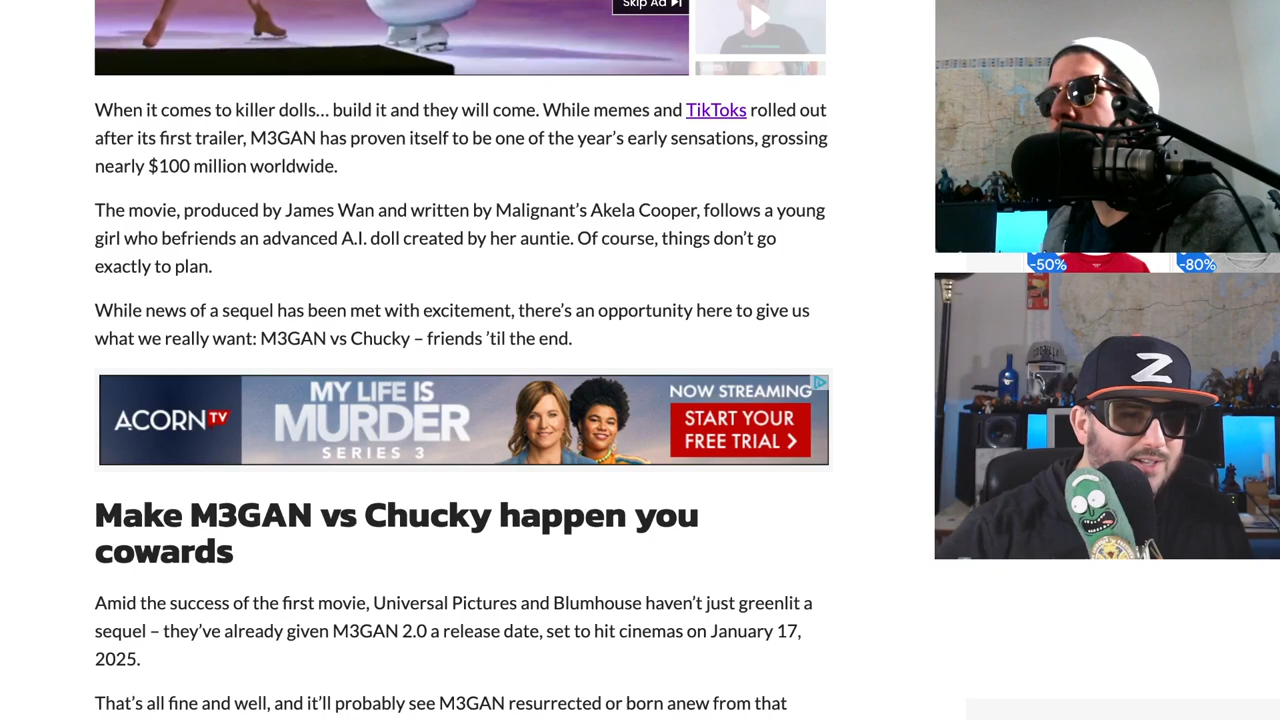 Skip Ad
When it comes to killer dolls… build it and they will come. While memes and TikToks rolled out
after its first trailer, M3GAN has proven itself to be one of the year’s early sensations, grossing
nearly $100 million worldwide.
The movie, produced by James Wan and written by Malignant’s Akela Cooper, follows a young
girl who befriends an advanced A.I. doll created by her auntie. Of course, things don’t go
exactly to plan.
While news of a sequel has been met with excitement, there’s an opportunity here to give us
what we really want: M3GAN vs Chucky – friends ’til the end.
ACORN TV
MY LIFE IS
MURDER
SERIES 3
NOW STREAMING
START YOUR
FREE TRIAL >
Make M3GAN vs Chucky happen you
cowards
Amid the success of the first movie, Universal Pictures and Blumhouse haven’t just greenlit a
sequel – they’ve already given M3GAN 2.0 a release date, set to hit cinemas on January 17,
2025.
That’s all fine and well, and it’ll probably see M3GAN resurrected or born anew from that
-50%
-80%
Z